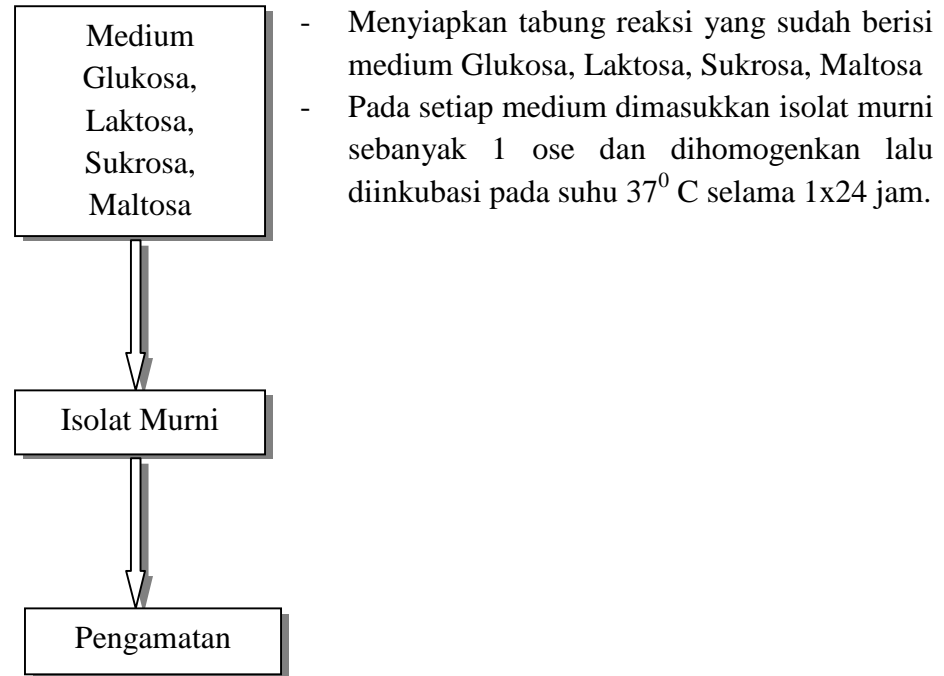 Medium
Glukosa,
Laktosa,
Sukrosa,
Maltosa
- Menyiapkan tabung reaksi yang sudah berisi
medium Glukosa, Laktosa, Sukrosa, Maltosa
- Pada setiap medium dimasukkan isolat murni
sebanyak 1 ose dan dihomogenkan lalu
diinkubasi pada suhu 37⁰ C selama 1x24 jam.
Isolat Murni
Pengamatan